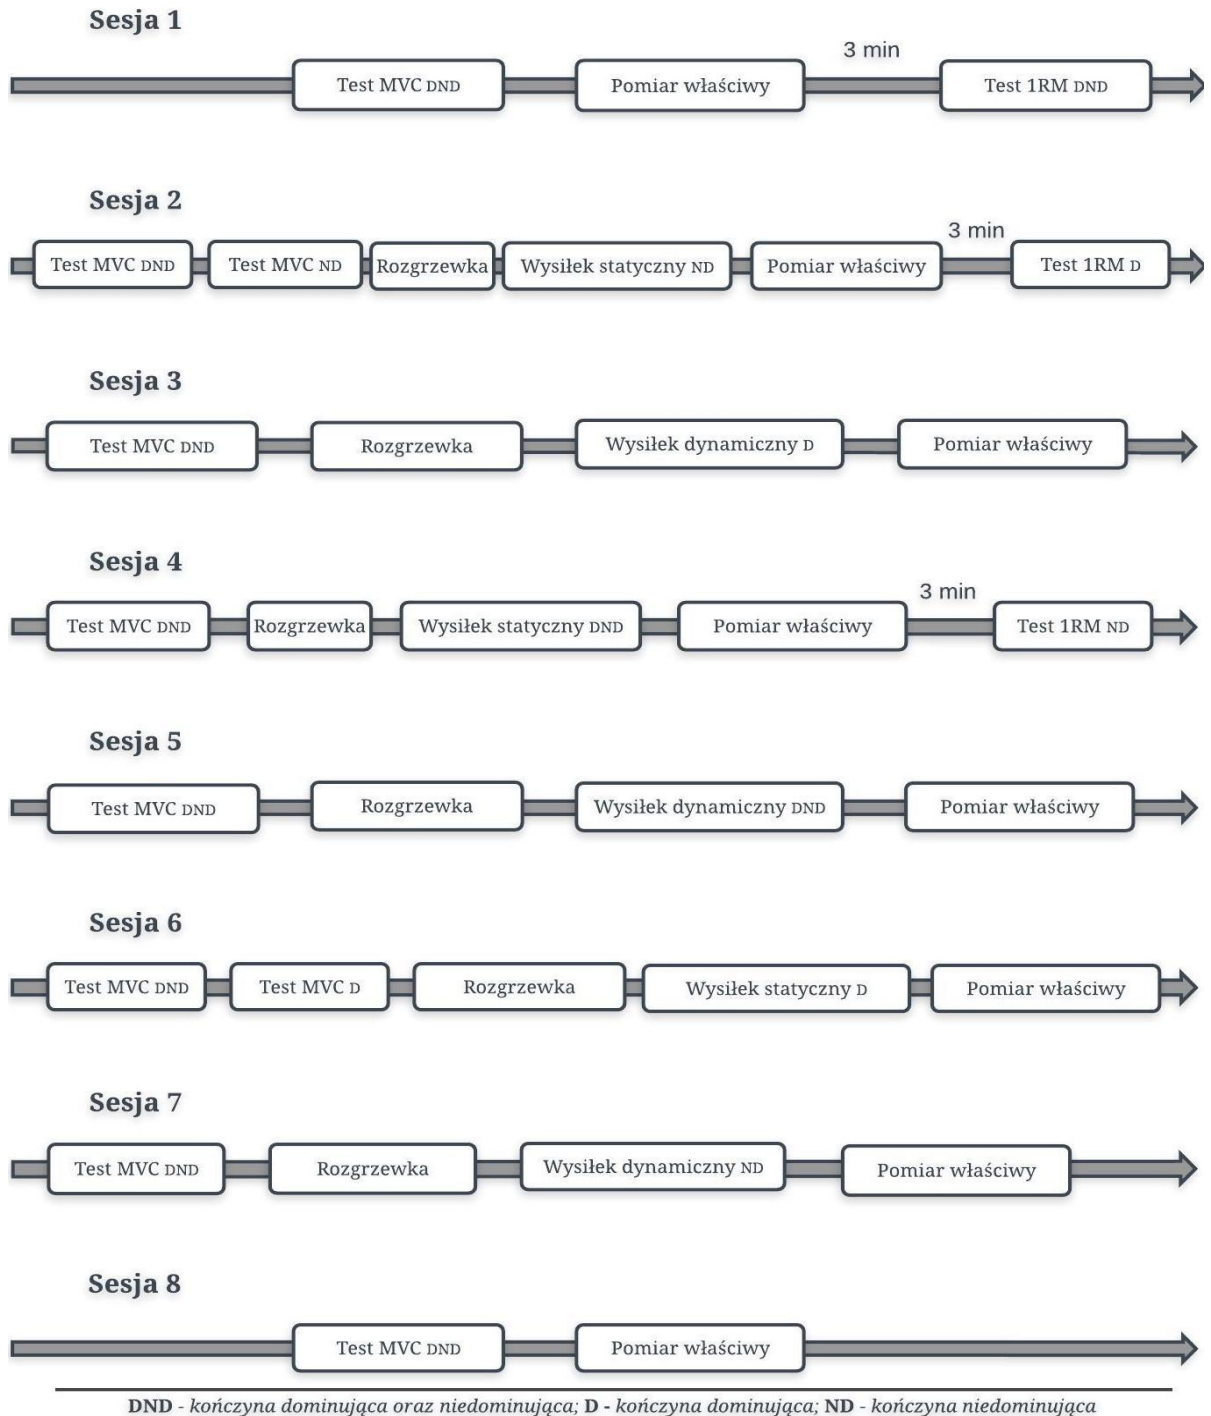 Sesja 1
3 min
Test MVC DND Pomiar właściwy Test 1RM DND
Sesja 2
3 min
Test MVC DND Test MVC ND Rozgrzewka Wysiłek statyczny ND Pomiar właściwy Test 1RM D
Sesja 3
Test MVC DND Rozgrzewka Wysiłek dynamiczny D Pomiar właściwy
Sesja 4
3 min
Test MVC DND Rozgrzewka Wysiłek statyczny DND Pomiar właściwy Test 1RM ND
Sesja 5
Test MVC DND Rozgrzewka Wysiłek dynamiczny DND Pomiar właściwy
Sesja 6
Test MVC DND Test MVC D Rozgrzewka Wysiłek statyczny D Pomiar właściwy
Sesja 7
Test MVC DND Rozgrzewka Wysiłek dynamiczny ND Pomiar właściwy
Sesja 8
Test MVC DND Pomiar właściwy
DND - kończyna dominująca oraz niedominująca; D - kończyna dominująca; ND - kończyna niedominująca